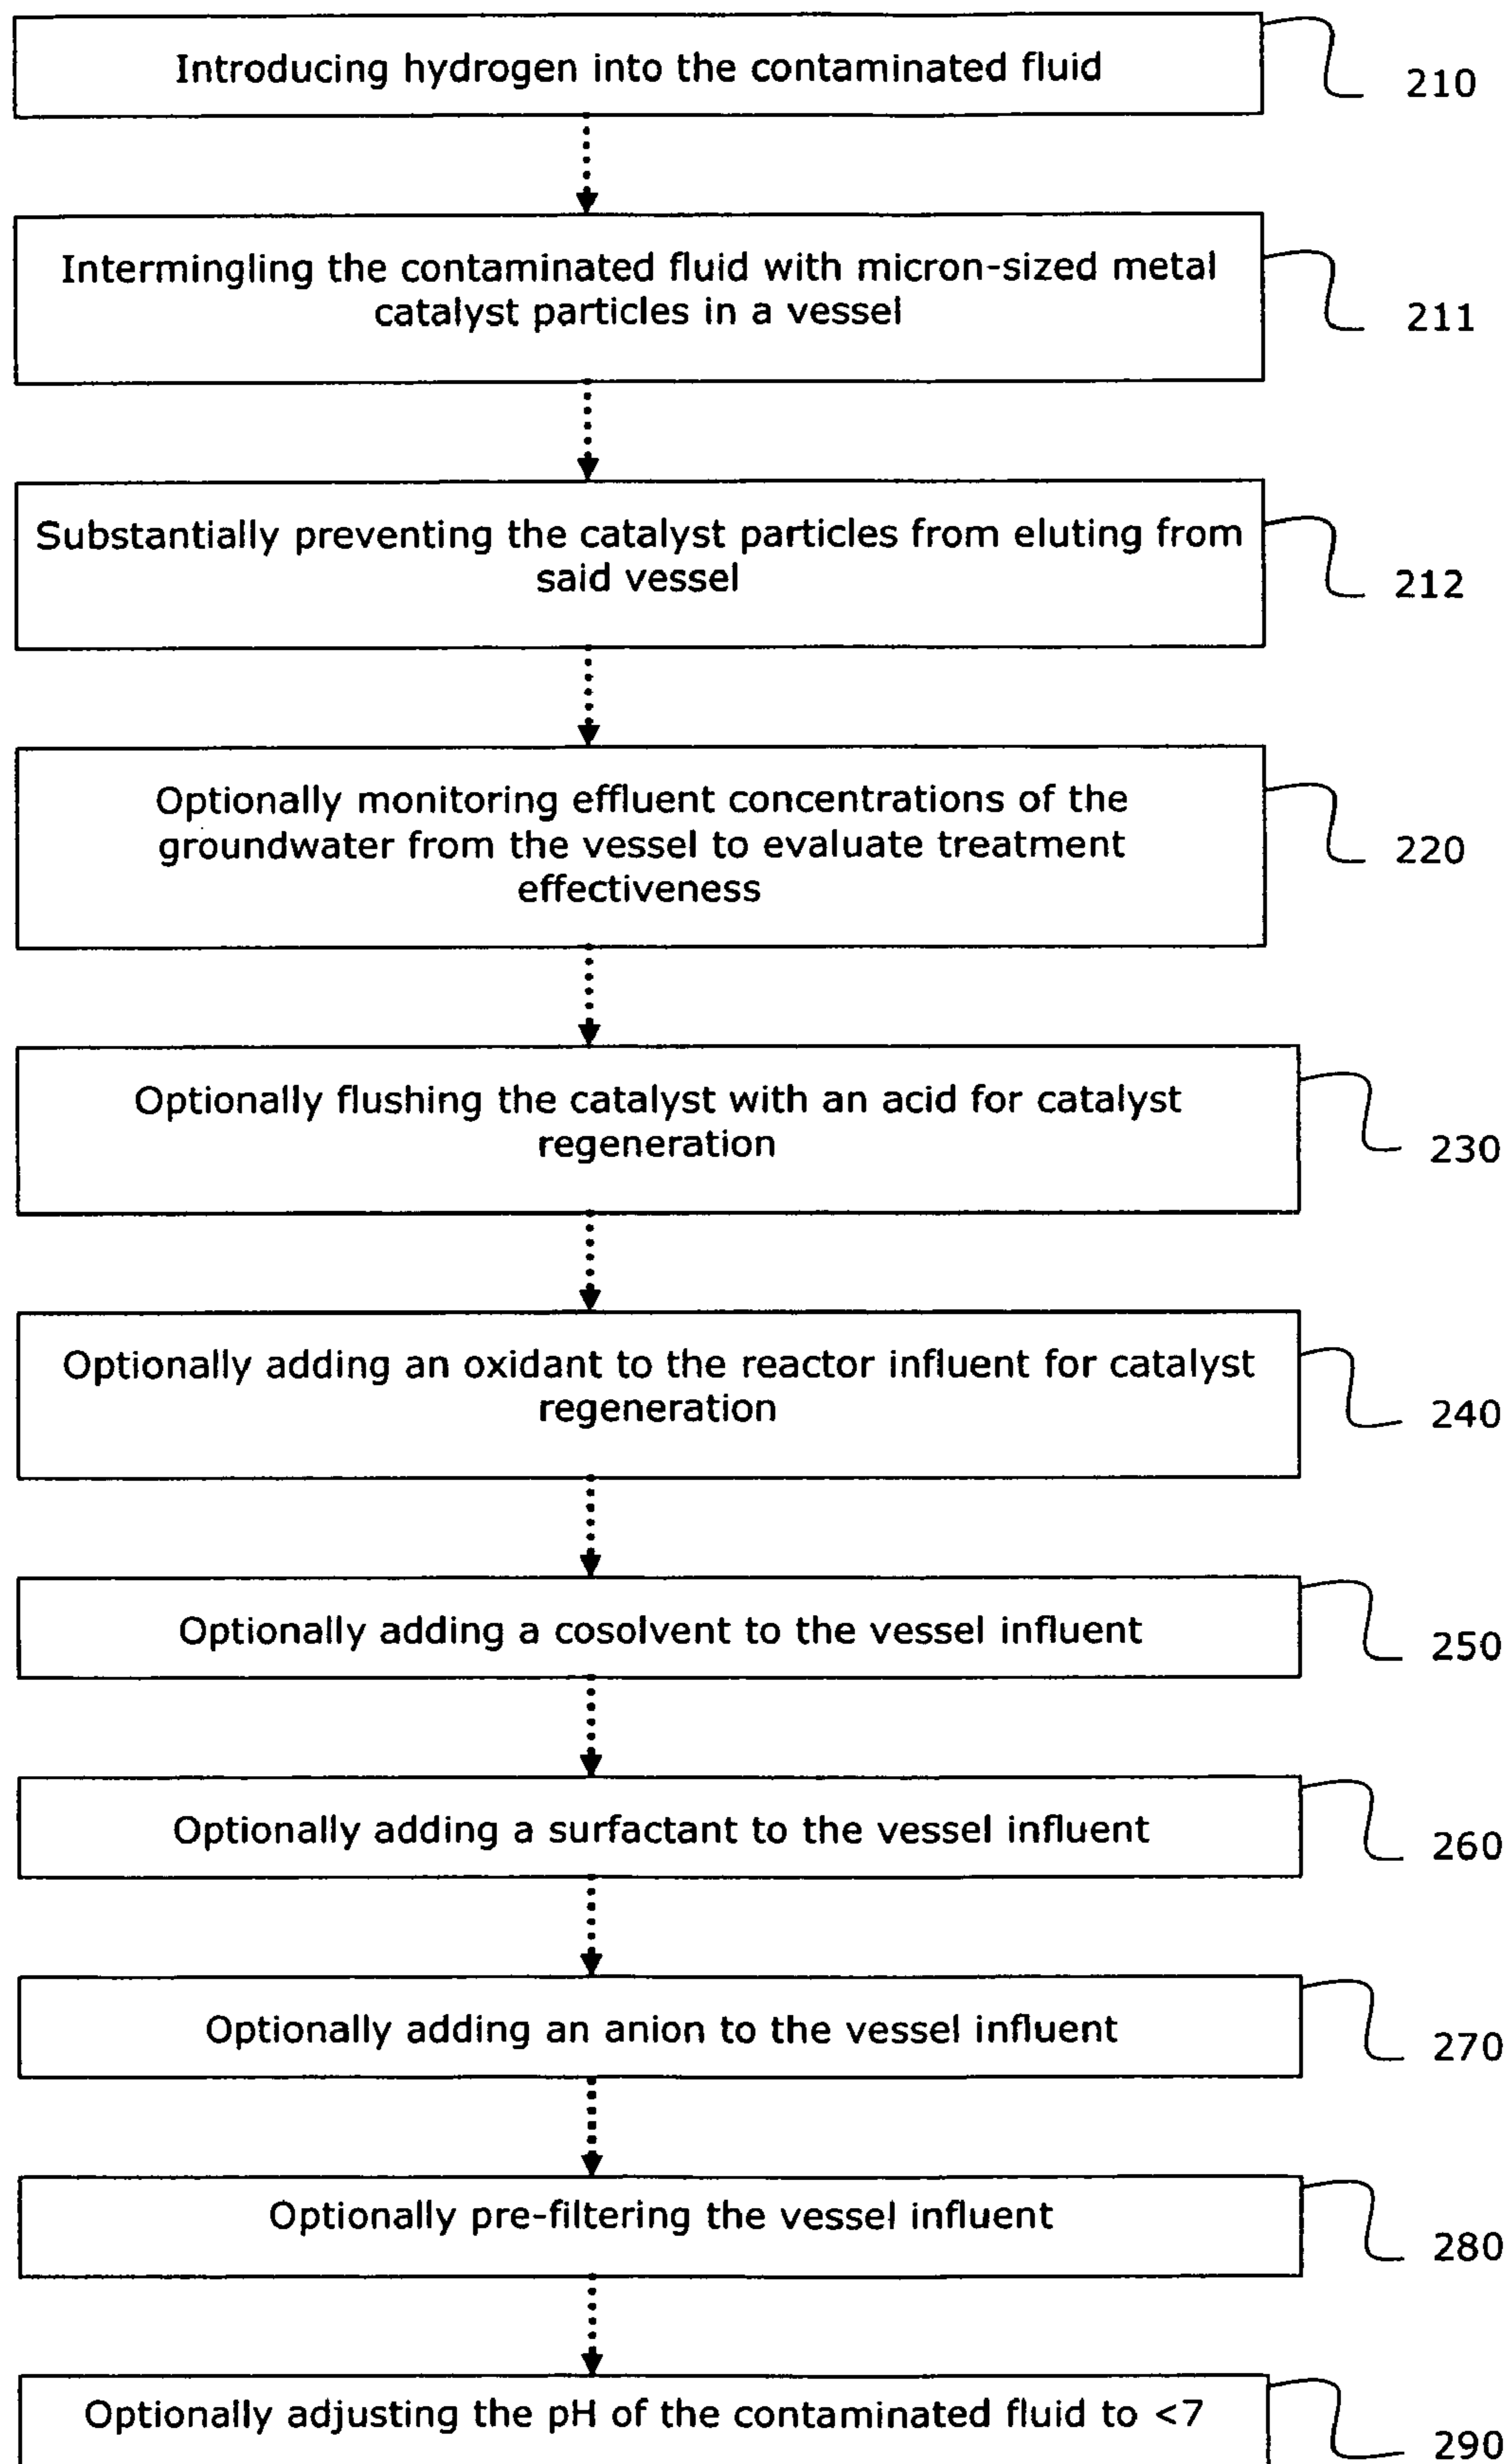 Introducing hydrogen into the contaminated fluid
210
Intermingling the contaminated fluid with micron-sized metal
catalyst particles in a vessel
211
Substantially preventing the catalyst particles from eluting from
said vessel
212
Optionally monitoring effluent concentrations of the
groundwater from the vessel to evaluate treatment
effectiveness
220
Optionally flushing the catalyst with an acid for catalyst
regeneration
230
Optionally adding an oxidant to the reactor influent for catalyst
regeneration
240
Optionally adding a cosolvent to the vessel influent
250
Optionally adding a surfactant to the vessel influent
260
Optionally adding an anion to the vessel influent
270
Optionally pre-filtering the vessel influent
280
Optionally adjusting the pH of the contaminated fluid to <7
290